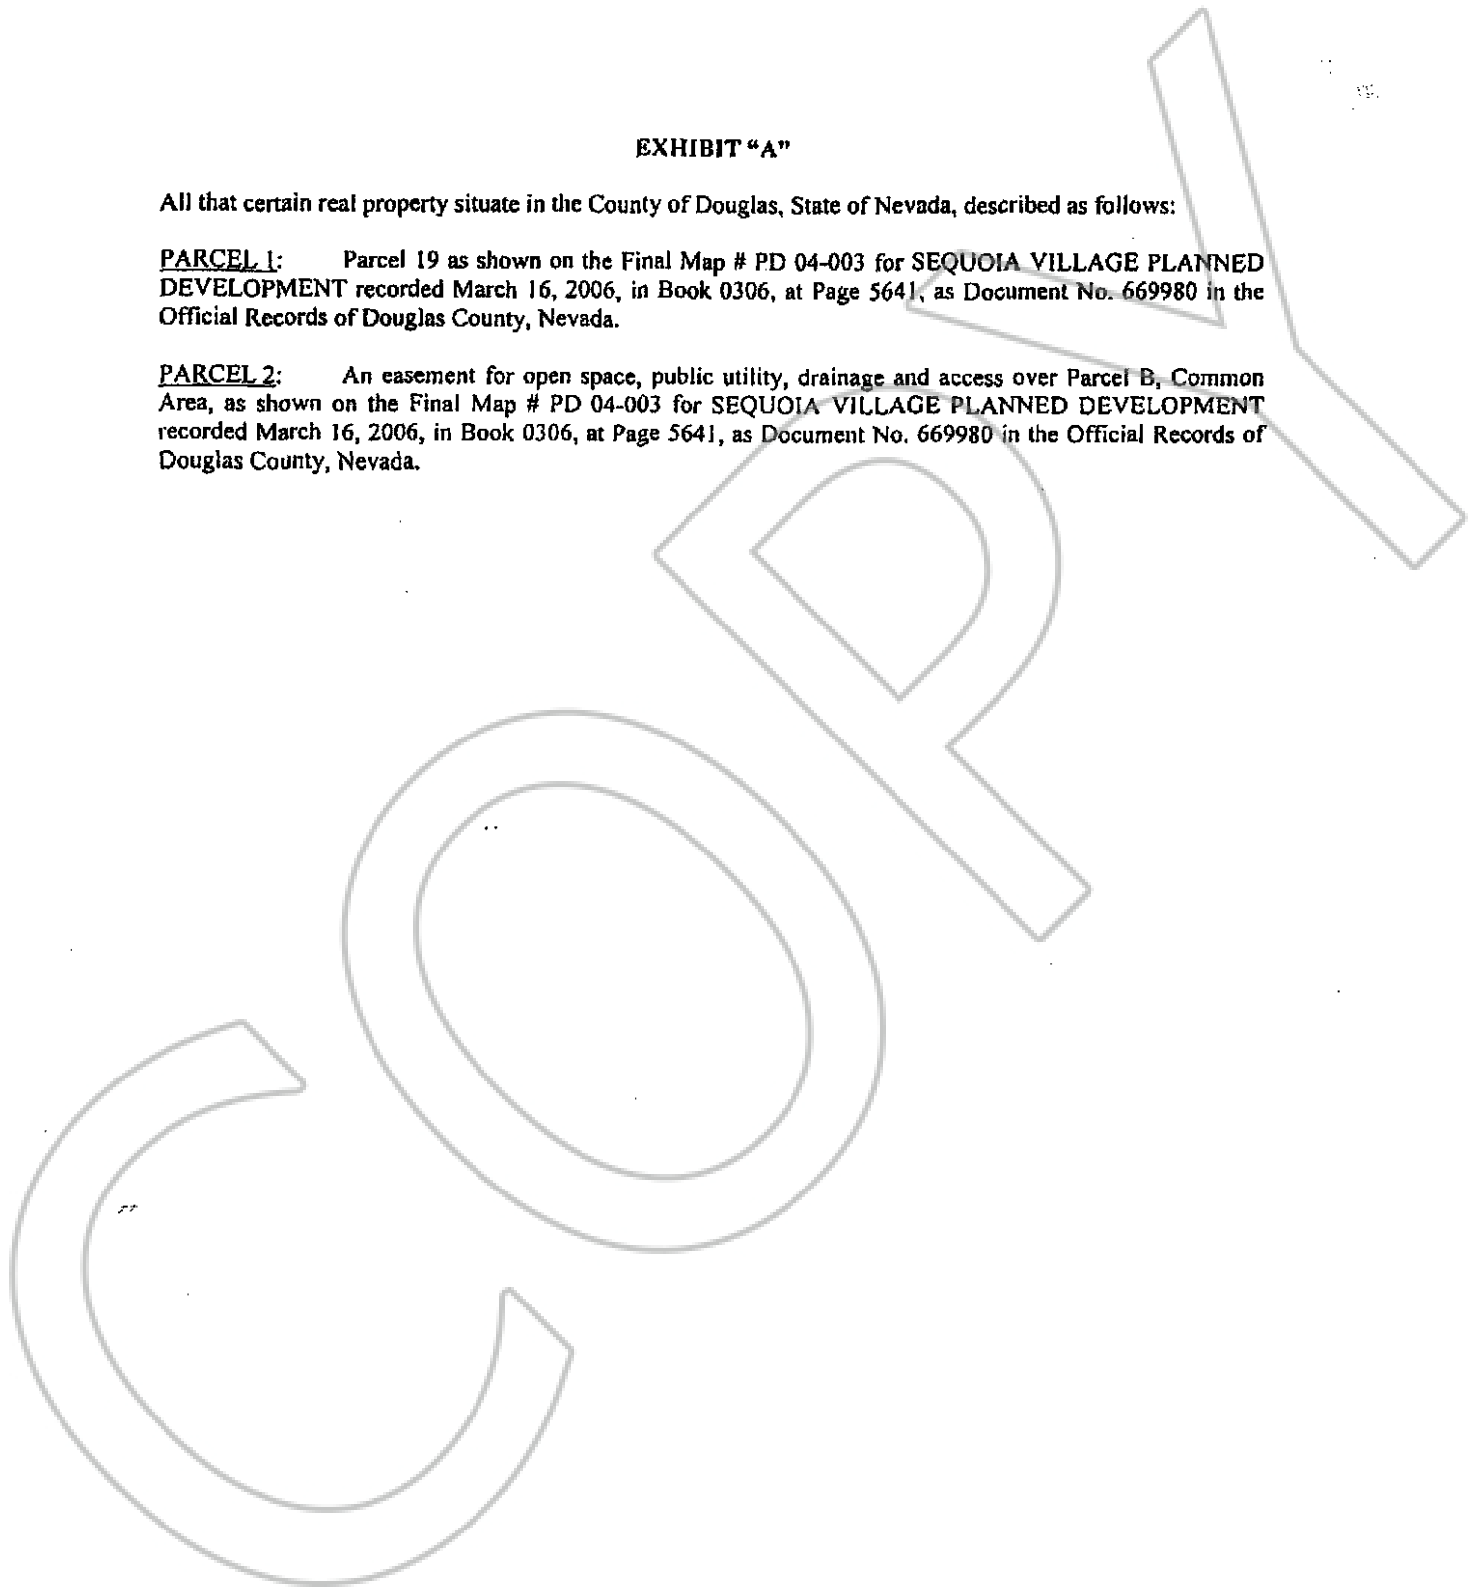 EXHIBIT “A”
All that certain real property situate in the County of Douglas, State of Nevada, described as follows:
PARCEL 1: Parcel 19 as shown on the Final Map # PD 04-003 for SEQUOIA VILLAGE PLANNED
DEVELOPMENT recorded March 16, 2006, in Book 0306, at Page 5641, as Document No. 669980 in the
Official Records of Douglas County, Nevada.
PARCEL 2: An easement for open space, public utility, drainage and access over Parcel B, Common
Area, as shown on the Final Map # PD 04-003 for SEQUOIA VILLAGE PLANNED DEVELOPMENT
recorded March 16, 2006, in Book 0306, at Page 5641, as Document No. 669980 in the Official Records of
Douglas County, Nevada.
COPY